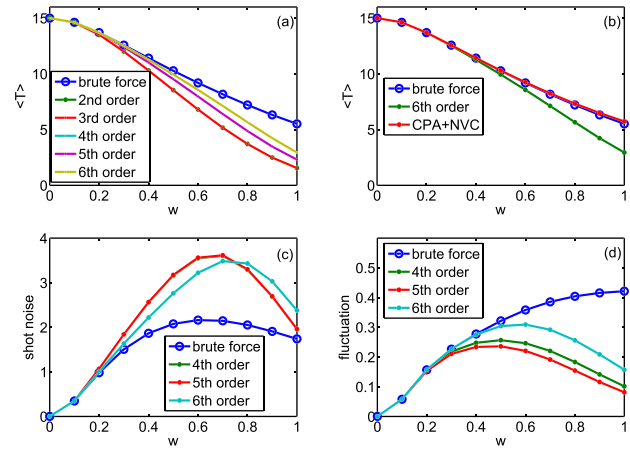 15
10
5
0
<T>
(a)
brute force
2nd order
3rd order
4th order
5th order
6th order
0 0.2 0.4 0.6 0.8 1
w
15
10
5
0
<T>
(b)
brute force
6th order
CPA+NVC
0 0.2 0.4 0.6 0.8 1
w
4
3
2
1
0
shot noise
(c)
brute force
4th order
5th order
6th order
0 0.2 0.4 0.6 0.8 1
w
0.5
0.4
0.3
0.2
0.1
0
fluctuation
(d)
brute force
4th order
5th order
6th order
0 0.2 0.4 0.6 0.8 1
w